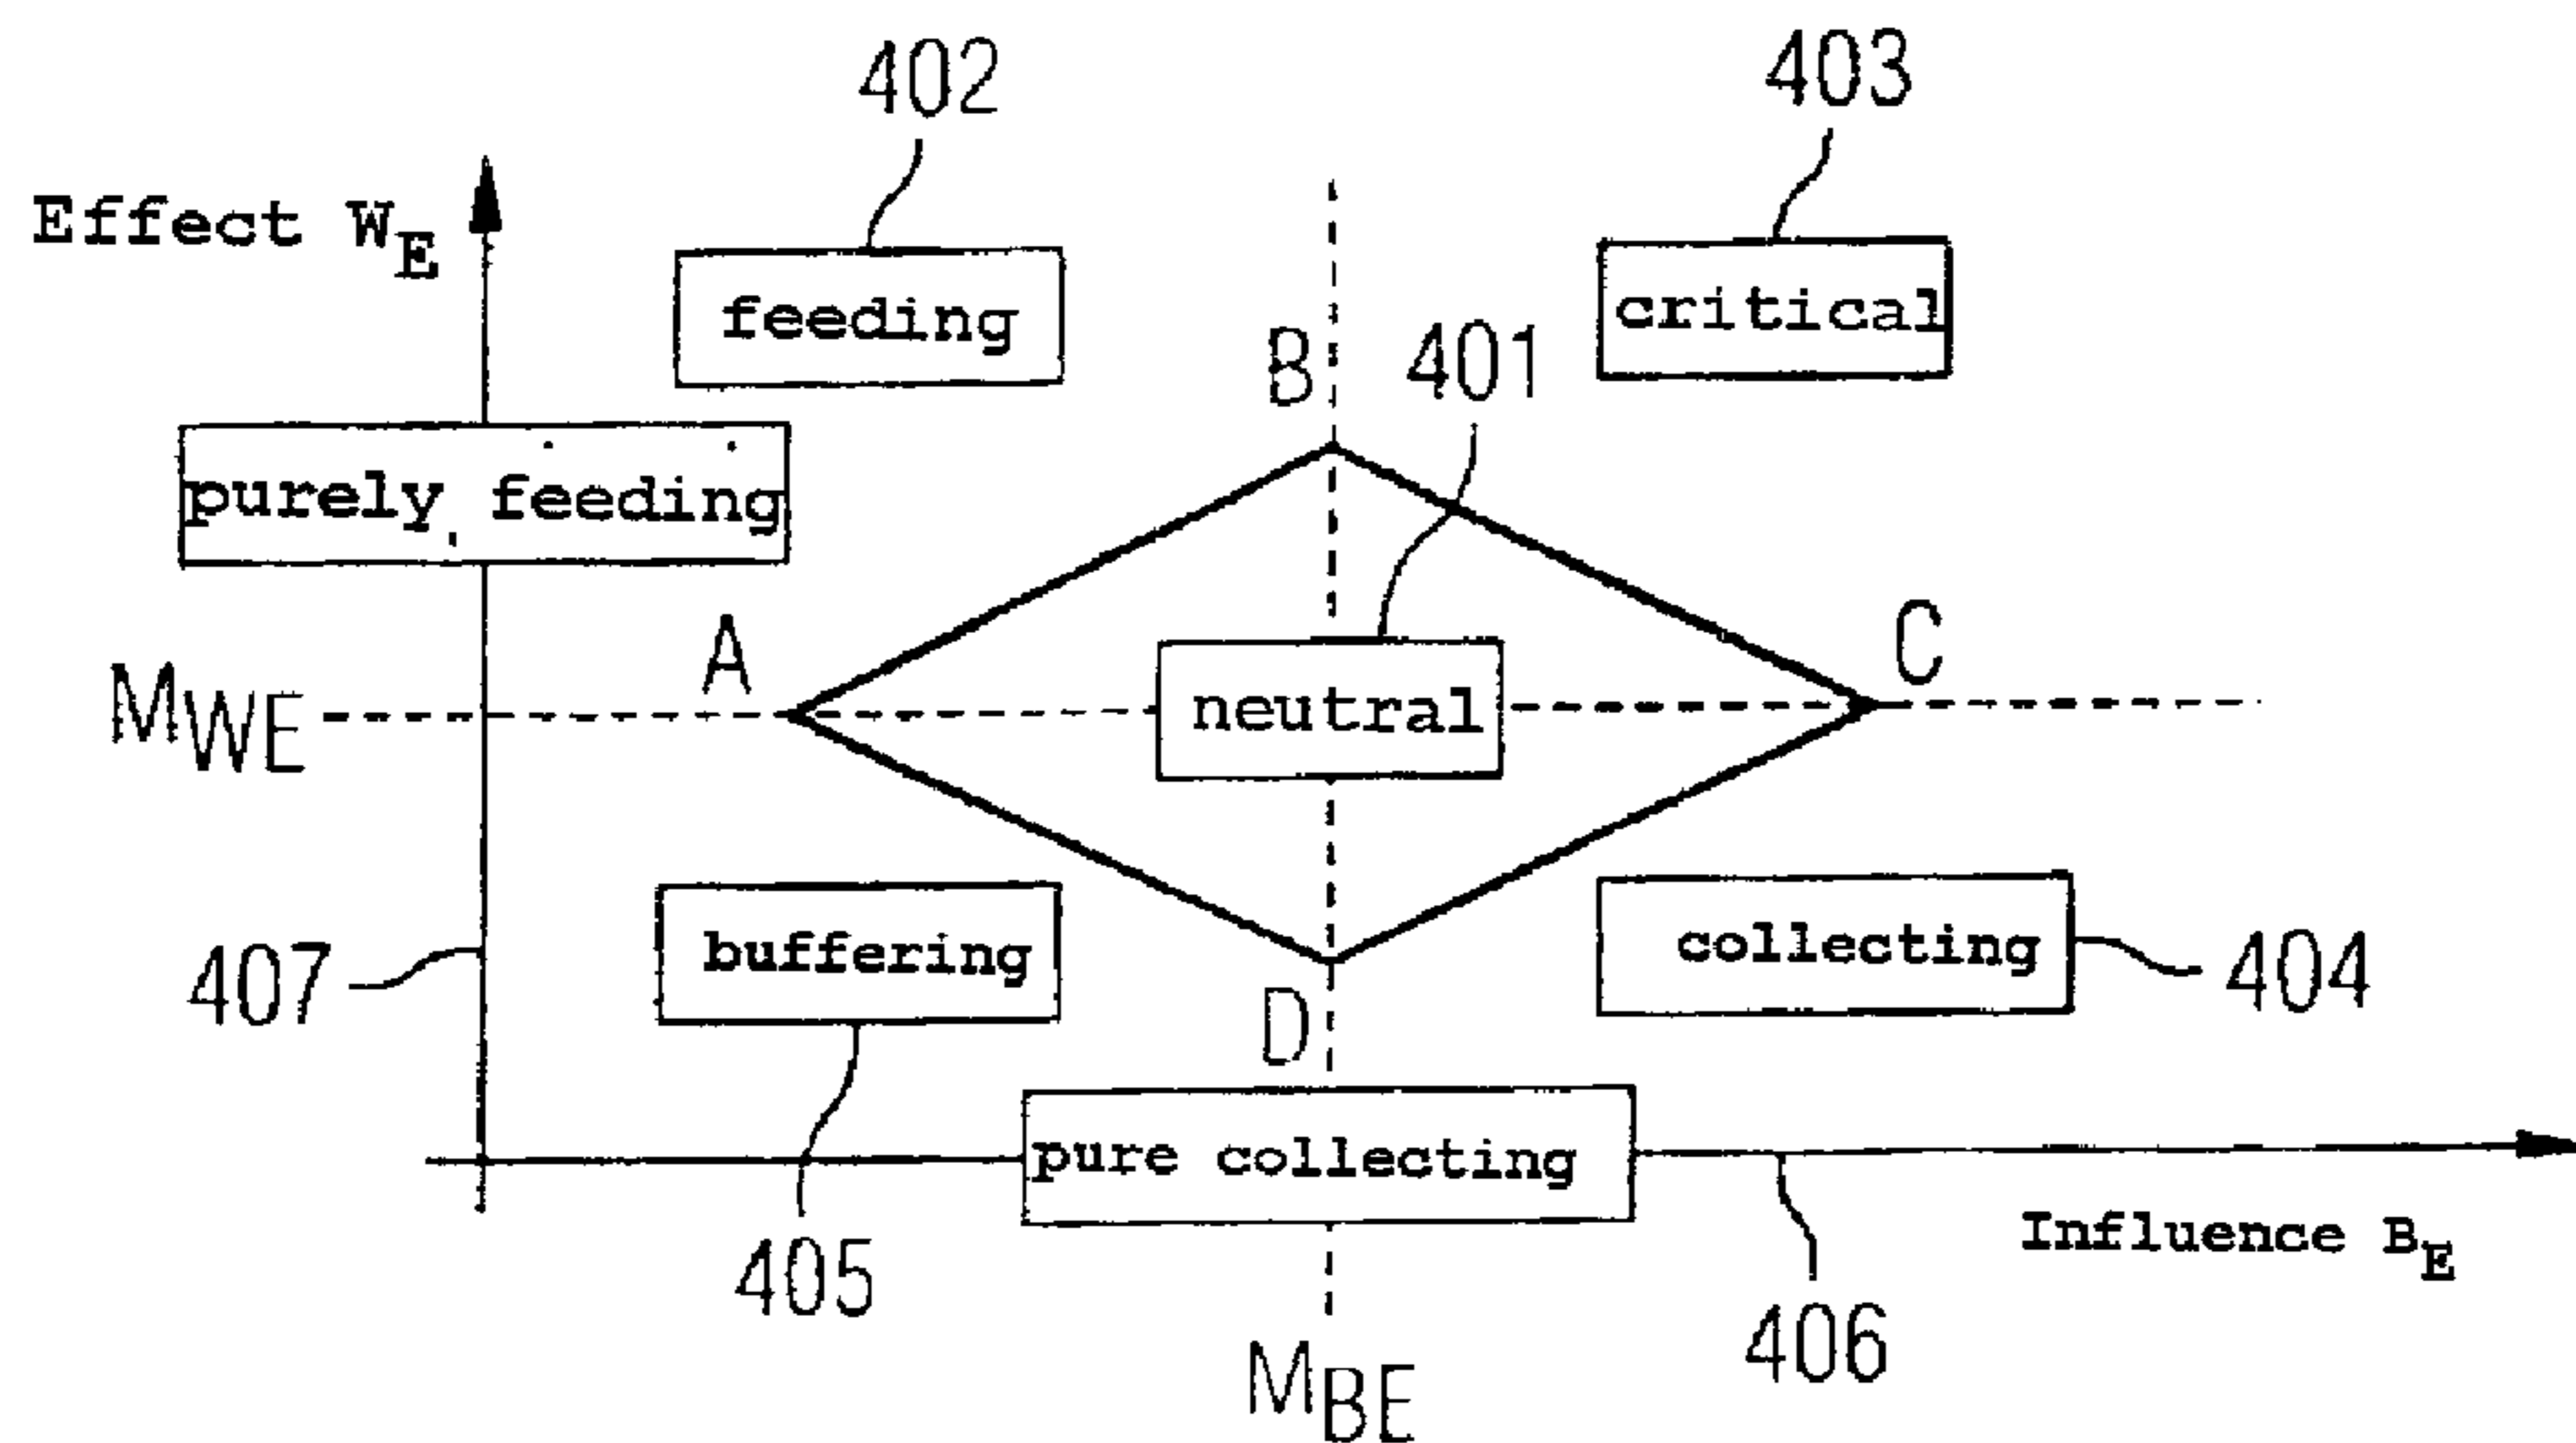 402
403
Effect WE
feeding
critical
B
401
purely feeding
A
C
MWE
neutral
buffering
collecting
407
404
D
pure collecting
405
Influence BE
406
MBE